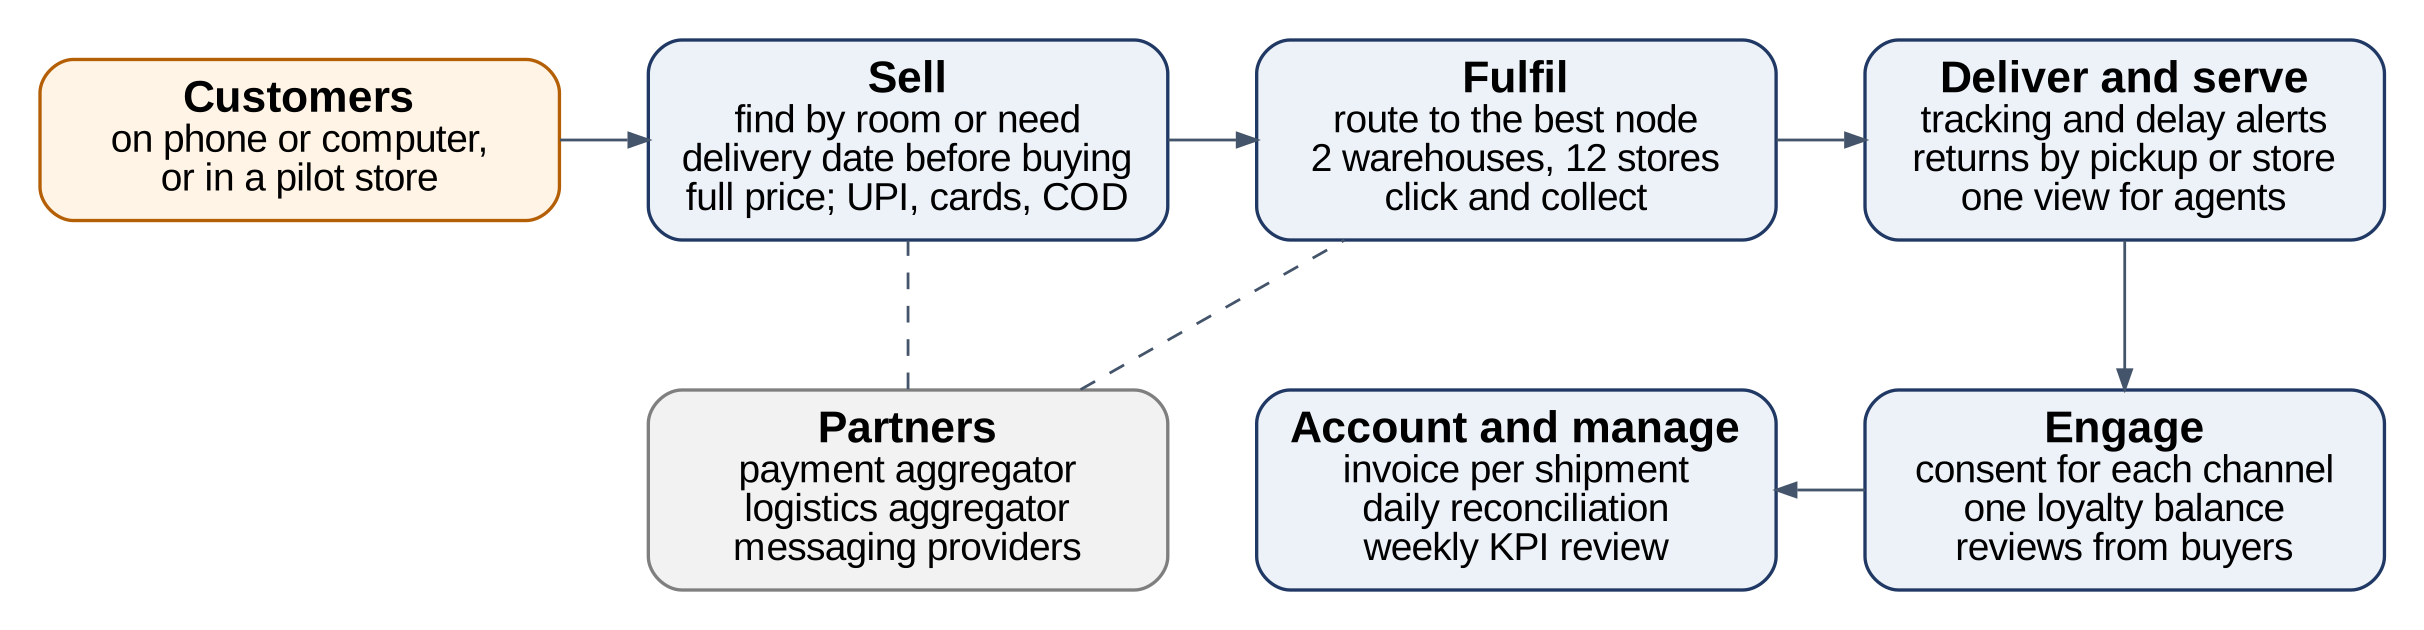 Customers
on phone or computer,
or in a pilot store
Sell
find by room or need
delivery date before buying
full price; UPI, cards, COD
Fulfil
route to the best node
2 warehouses, 12 stores
click and collect
Deliver and serve
tracking and delay alerts
returns by pickup or store
one view for agents
Partners
payment aggregator
logistics aggregator
messaging providers
Account and manage
invoice per shipment
daily reconciliation
weekly KPI review
Engage
consent for each channel
one loyalty balance
reviews from buyers